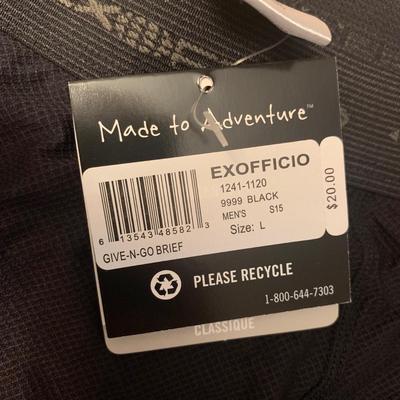 Made to Adventure™
EXOFFICIO
1241-1120
9999 BLACK
MEN'S S15
Size: L
$20.00
6 13543 48582 3
GIVE-N-GO BRIEF
PLEASE RECYCLE
1-800-644-7303
CLASSIQUE